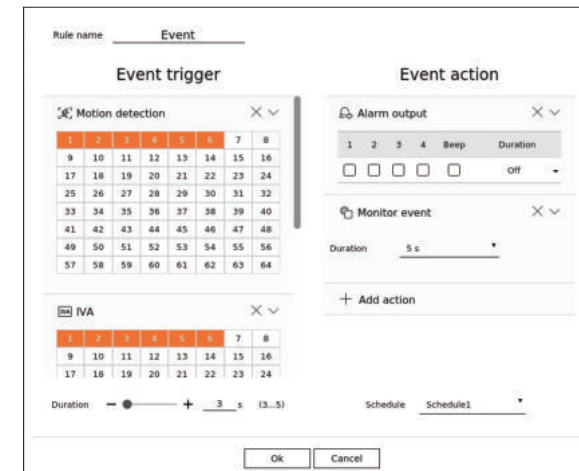 Rule name Event
Event trigger
Motion detection
1 2 3 4 5 6 7 8
9 10 11 12 13 14 15 16
17 18 19 20 21 22 23 24
25 26 27 28 29 30 31 32
33 34 35 36 37 38 39 40
41 42 43 44 45 46 47 48
49 50 51 52 53 54 55 56
57 58 59 60 61 62 63 64
IVA IVA
1 2 3 4 5 6 7 8
9 10 11 12 13 14 15 16
17 18 19 20 21 22 23 24
Duration 3 s (3...5)
Event action
Alarm output
1 2 3 4 Beep Duration
Off
Monitor event
Duration 5 s
+ Add action
Schedule Schedule1
Ok Cancel